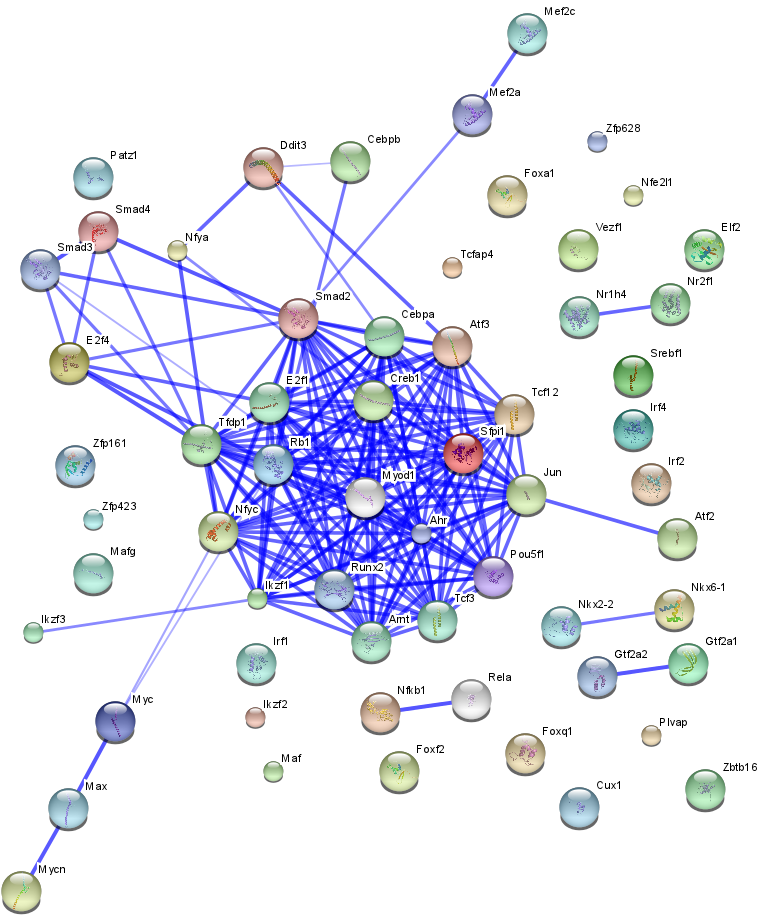 Mef2c
Mef2a
Zfp628
Ddit3
Cebpb
Patz1
Foxa1
Nfe2l1
Smad4
Nfya
Vezf1
Elf2
Smad3
Tcfap4
Nr1h4
Nr2f1
Smad2
Cebpa
Atf3
E2f4
Srebf1
E2f1
Creb1
Tcf12
Irf4
Tfdp1
Sfpi1
Zfp161
Rb1
Irf2
Myod1
Jun
Zfp423
Nfyc
Ahr
Atf2
Mafg
Pou5f1
Runx2
Ikzf1
Tcf3
Nkx2-2
Nkx6-1
Ikzf3
Arnt
Irf1
Gtf2a2
Gtf2a1
Myc
Ikzf2
Nfkb1
Rela
Plvap
Foxq1
Maf
Foxf2
Zbtb16
Max
Cux1
Mycn